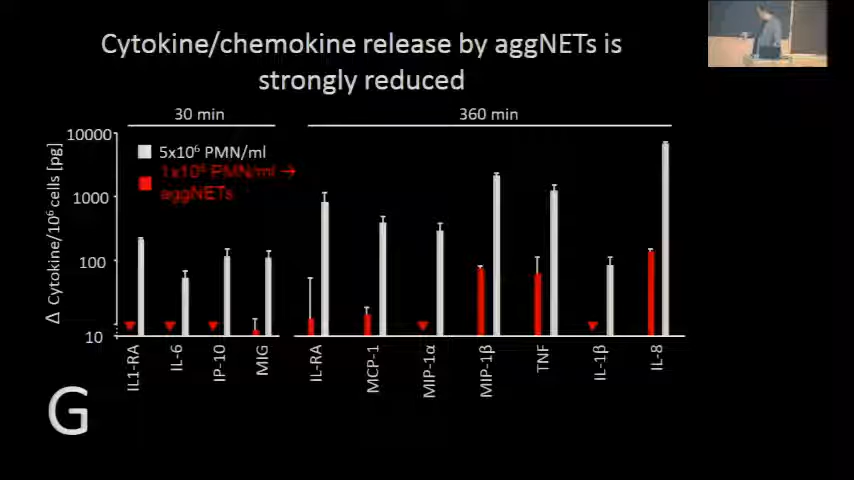 Cytokine/chemokine release by aggNETs is
strongly reduced
30 min
360 min
5x10⁶ PMN/ml
1x10⁶ PMN/ml →
aggNETs
Δ Cytokine/10⁶ cells [pg]
10000
1000
100
10
IL1-RA
IL-6
IP-10
MIG
IL-RA
MCP-1
MIP-1α
MIP-1β
TNF
IL-1β
IL-8
G